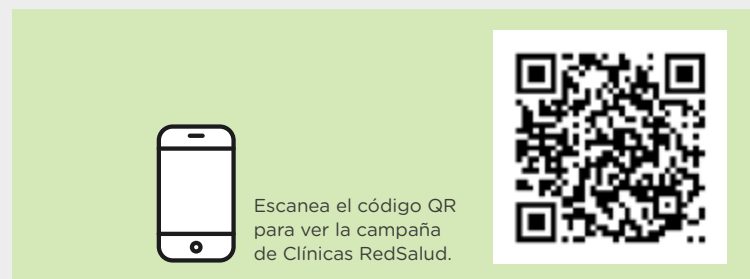 Escanea el código QR
para ver la campaña
de Clínicas RedSalud.